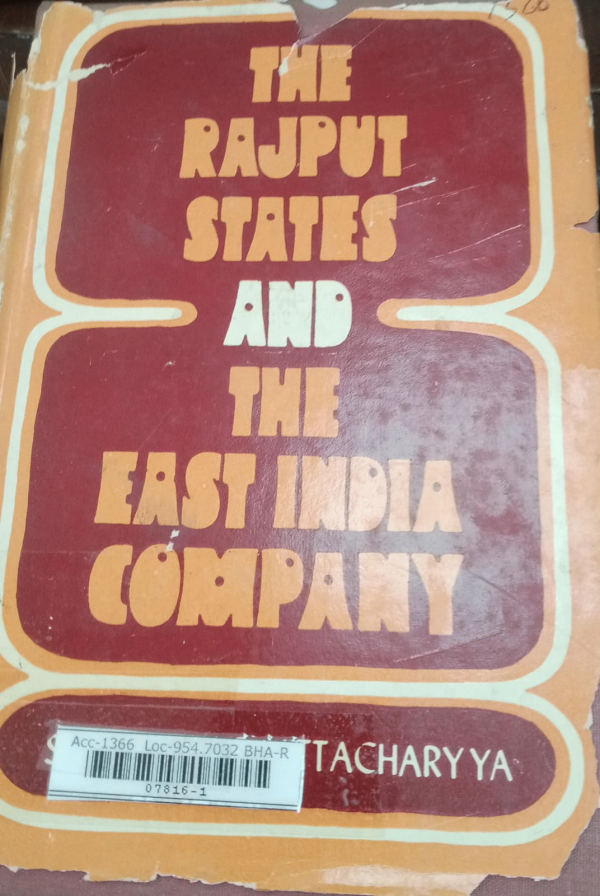 THE
RAJPUT
STATES
AND
THE
EAST INDIA
COMPANY
Acc-1366 Loc-954.7032 BHA-R
07816-1
TTACHARYYA